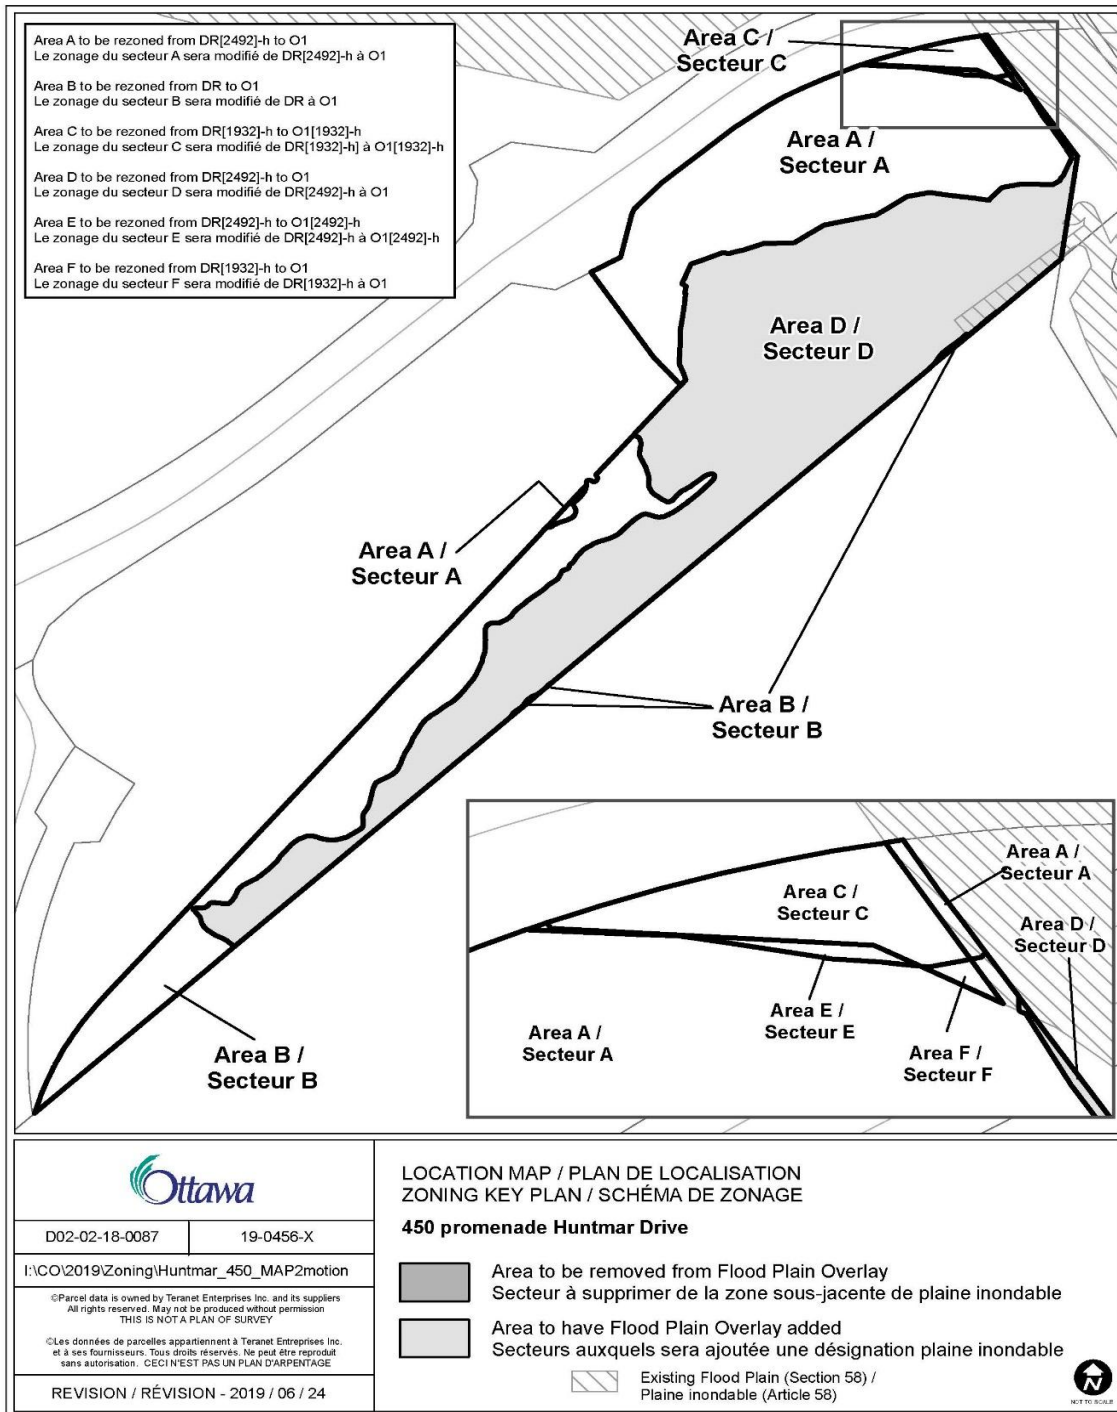 Area A to be rezoned from DR[2492]-h to O1
Le zonage du secteur A sera modifié de DR[2492]-h à O1
Area B to be rezoned from DR to O1
Le zonage du secteur B sera modifié de DR à O1
Area C to be rezoned from DR[1932]-h to O1[1932]-h
Le zonage du secteur C sera modifié de DR[1932]-h] à O1[1932]-h
Area D to be rezoned from DR[2492]-h to O1
Le zonage du secteur D sera modifié de DR[2492]-h à O1
Area E to be rezoned from DR[2492]-h to O1[2492]-h
Le zonage du secteur E sera modifié de DR[2492]-h à O1[2492]-h
Area F to be rezoned from DR[1932]-h to O1
Le zonage du secteur F sera modifié de DR[1932]-h à O1
Area C /
Secteur C
Area A /
Secteur A
Area D /
Secteur D
Area A /
Secteur A
Area B /
Secteur B
Area B /
Secteur B
Area A /
Secteur A
Area C /
Secteur C
Area D /
Secteur D
Area E /
Secteur E
Area A /
Secteur A
Area F /
Secteur F
Ottawa
D02-02-18-0087
19-0456-X
I:\CO\2019\Zoning\Huntmar_450_MAP2motion
©Parcel data is owned by Teranet Enterprises Inc. and its suppliers
All rights reserved. May not be produced without permission
THIS IS NOT A PLAN OF SURVEY
©Les données de parcelles appartiennent à Teranet Entreprises Inc.
et à ses fournisseurs. Tous droits réservés. Ne peut être reproduit
sans autorisation. CECI N'EST PAS UN PLAN D'ARPENTAGE
REVISION / RÉVISION - 2019 / 06 / 24
LOCATION MAP / PLAN DE LOCALISATION
ZONING KEY PLAN / SCHÉMA DE ZONAGE
450 promenade Huntmar Drive
Area to be removed from Flood Plain Overlay
Secteur à supprimer de la zone sous-jacente de plaine inondable
Area to have Flood Plain Overlay added
Secteurs auxquels sera ajoutée une désignation plaine inondable
Existing Flood Plain (Section 58) /
Plaine inondable (Article 58)
N
NOT TO SCALE